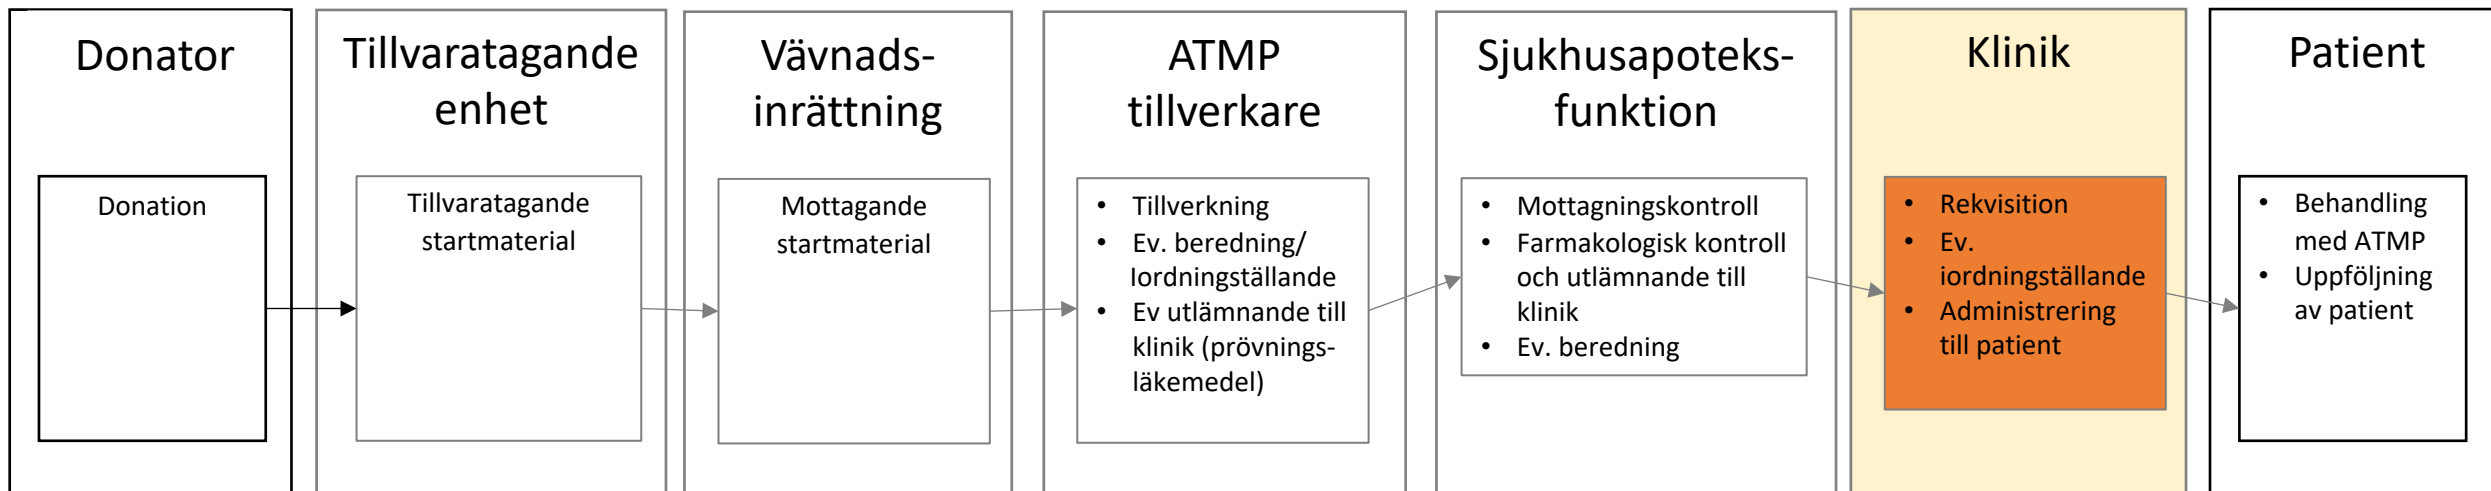 Donator
Donation
Tillvaratagande
enhet
Tillvaratagande
startmaterial
Vävnads-
inrättning
Mottagande
startmaterial
ATMP
tillverkare
• Tillverkning
• Ev. beredning/
Iordningställande
• Ev utlämnande till
klinik (prövnings-
läkemedel)
Sjukhusapoteks-
funktion
• Mottagningskontroll
• Farmakologisk kontroll
och utlämnande till
klinik
• Ev. beredning
Klinik
• Rekvisition
• Ev.
iordningställande
• Administrering
till patient
Patient
• Behandling
med ATMP
• Uppföljning
av patient